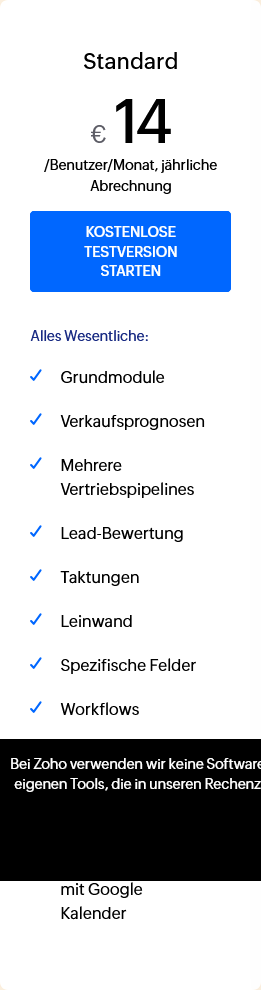 Standard
€ 14
/Benutzer/Monat, jährliche
Abrechnung
KOSTENLOSE
TESTVERSION
STARTEN
Alles Wesentliche:
Grundmodule
Verkaufsprognosen
Mehrere
Vertriebspipelines
Lead-Bewertung
Taktungen
Leinwand
Spezifische Felder
Workflows
Bei Zoho verwenden wir keine Software
eigenen Tools, die in unseren Rechenz
mit Google
Kalender